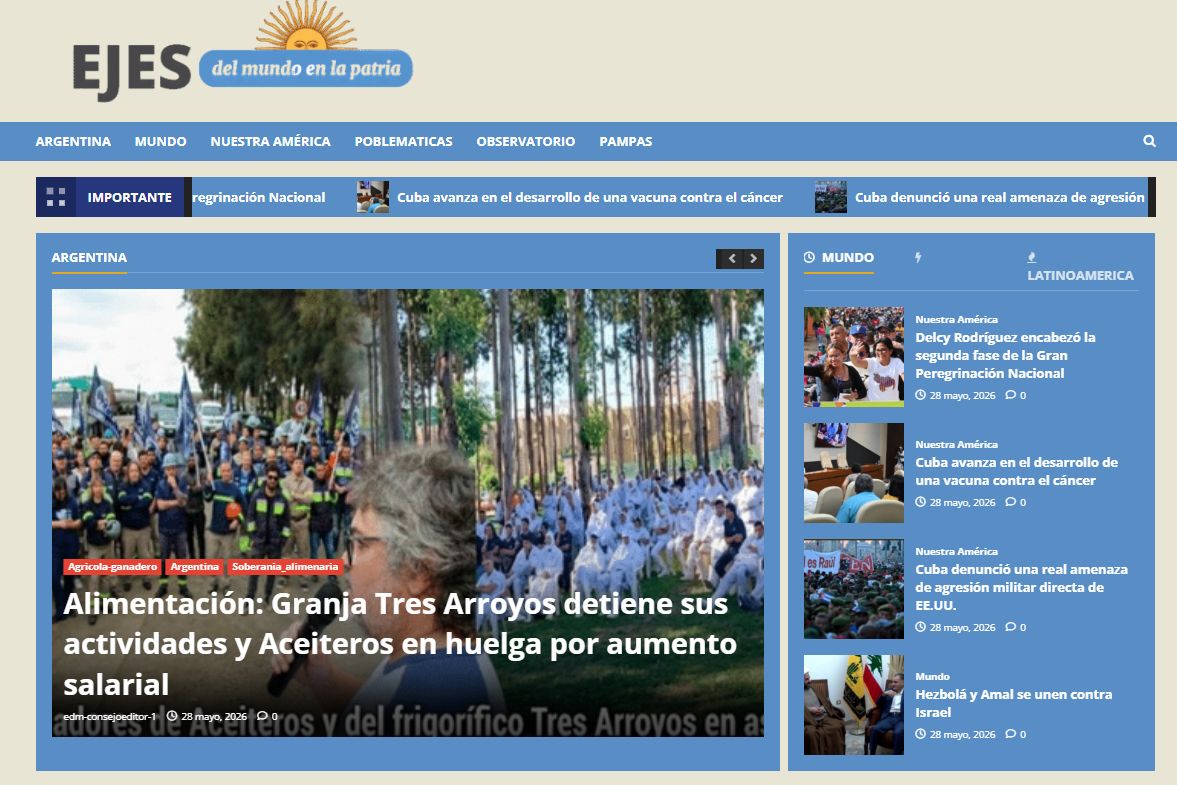 EJES
del mundo en la patria
ARGENTINA MUNDO NUESTRA AMÉRICA POBLEMATICAS OBSERVATORIO PAMPAS
IMPORTANTE
regrinación Nacional
Cuba avanza en el desarrollo de una vacuna contra el cáncer
Cuba denunció una real amenaza de agresión
ARGENTINA
Agricola-ganadero Argentina Soberania_alimenaria
Alimentación: Granja Tres Arroyos detiene sus
actividades y Aceiteros en huelga por aumento
salarial
edm-consejoeditor-1 28 mayo, 2026 0
adores de Aceiteros y del frigorífico Tres Arroyos en as
MUNDO
LATINOAMERICA
Nuestra América
Delcy Rodríguez encabezó la
segunda fase de la Gran
Peregrinación Nacional
28 mayo, 2026 0
Nuestra América
Cuba avanza en el desarrollo de
una vacuna contra el cáncer
28 mayo, 2026 0
es Raúl
Nuestra América
Cuba denunció una real amenaza
de agresión militar directa de
EE.UU.
28 mayo, 2026 0
Mundo
Hezbolá y Amal se unen contra
Israel
28 mayo, 2026 0